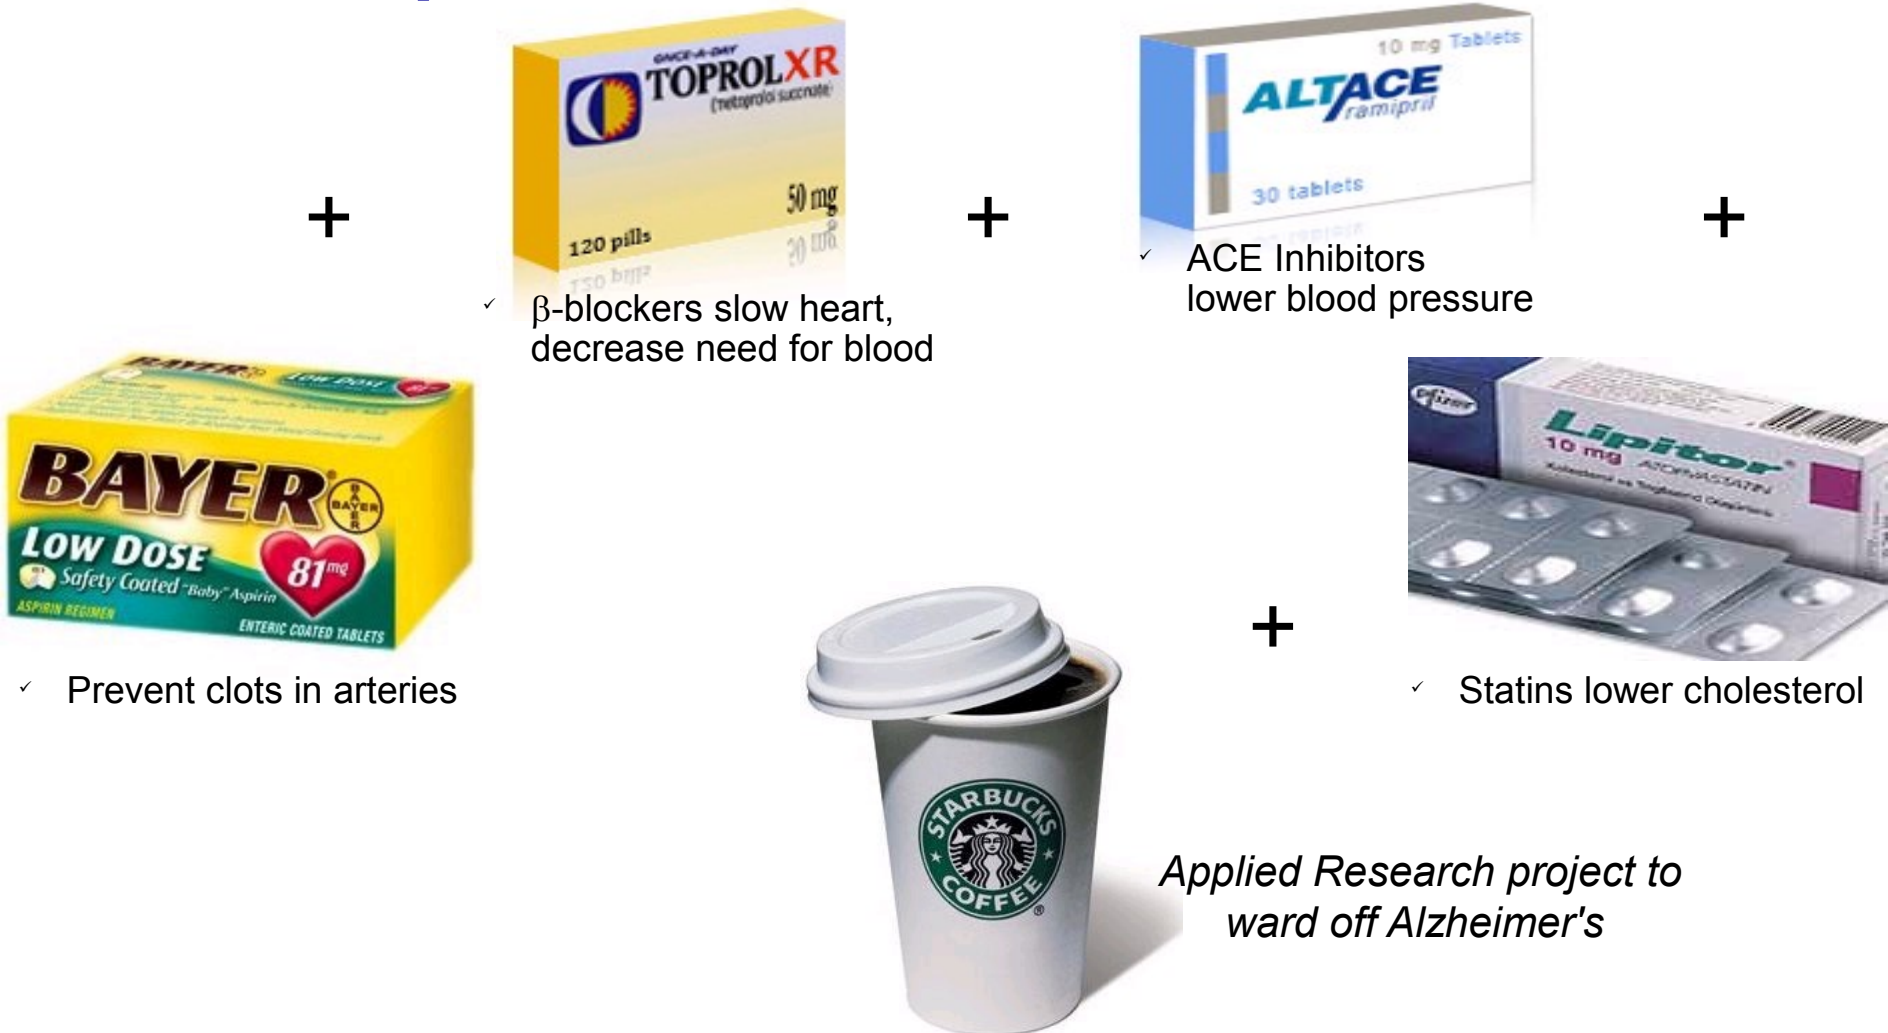 ONCE-A-DAY
TOPROLXR
(metoprolol succinate)
50 mg
120 pills
+
10 mg Tablets
ALTACE
ramipril
30 tablets
+
+
✓ β-blockers slow heart,
decrease need for blood
✓ ACE Inhibitors
lower blood pressure
BAYER
LOW DOSE 81mg
BAYER
BAYER
LOW DOSE
81mg
Safety Coated "Baby" Aspirin
ASPIRIN REGIMEN
ENTERIC COATED TABLETS
✓ Prevent clots in arteries
Pfizer
Lipitor
10 mg ATORVASTATIN
✓ Statins lower cholesterol
+
STARBUCKS
COFFEE
Applied Research project to
ward off Alzheimer's